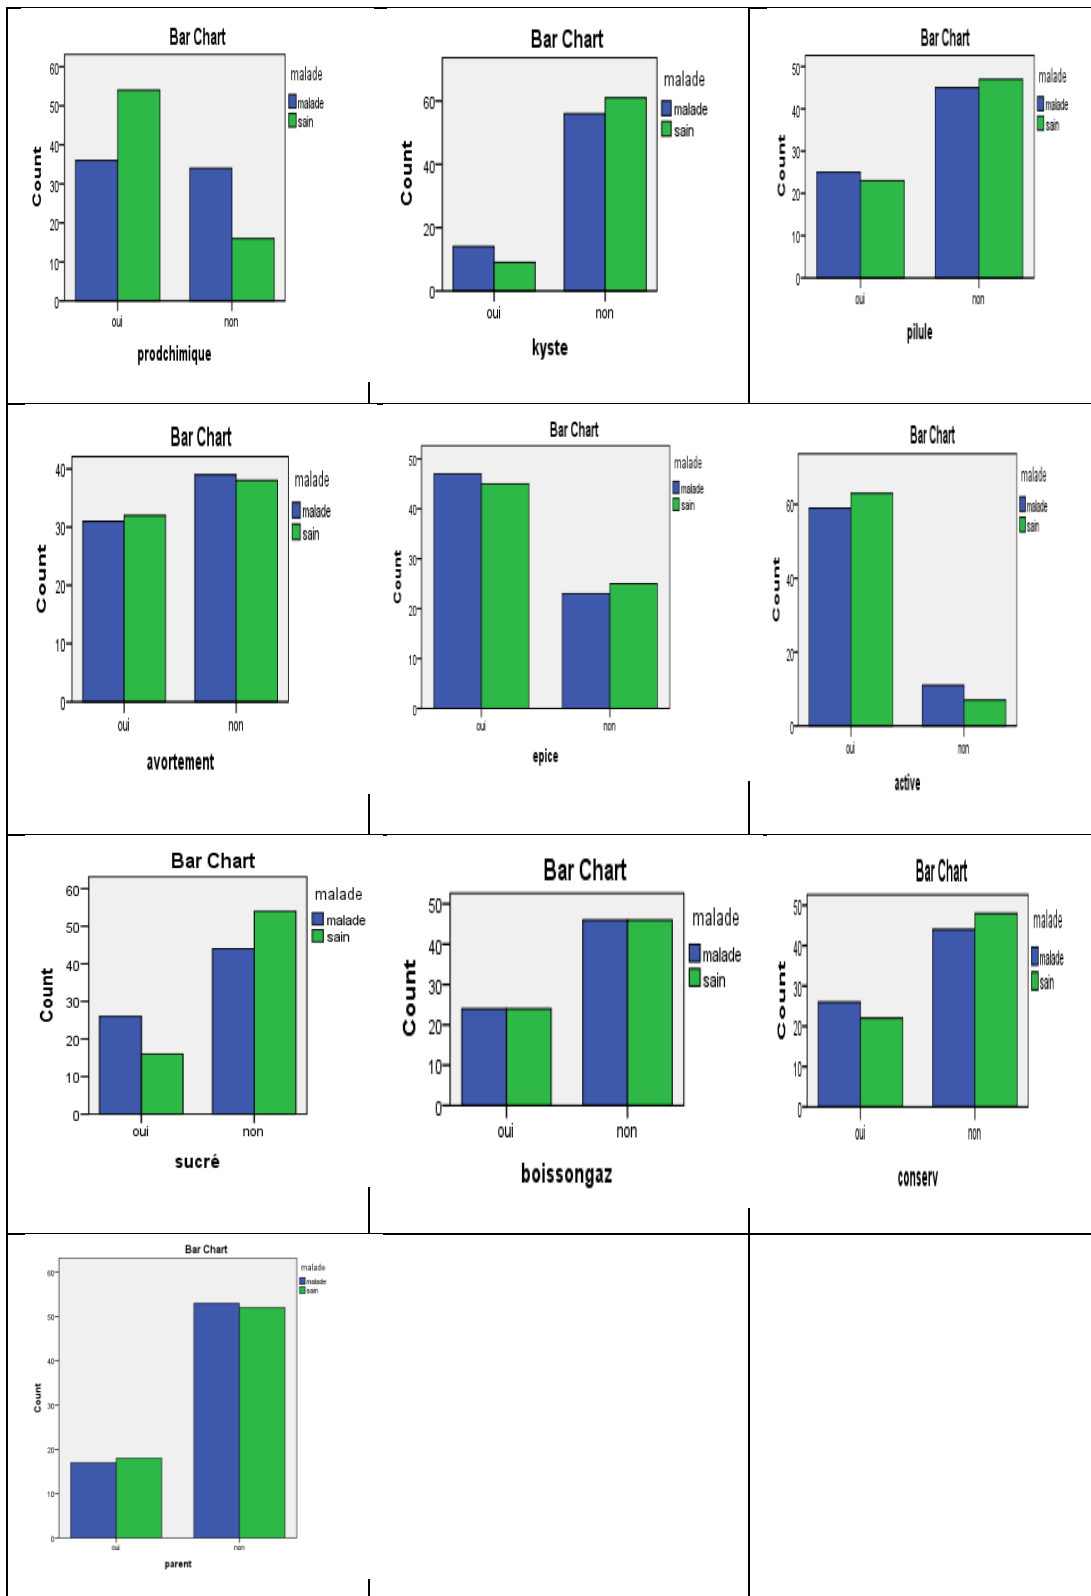 Bar Chart
60
50
40
30
20
10
0
Count
oui
non
prodchimique
malade
malade
sain
Bar Chart
60
40
20
0
Count
oui
non
kyste
malade
malade
sain
Bar Chart
50
40
30
20
10
0
Count
oui
non
pilule
malade
malade
sain
Bar Chart
40
30
20
10
0
Count
oui
non
avortement
malade
malade
sain
Bar Chart
50
40
30
20
10
0
Count
oui
non
epice
malade
malade
sain
Bar Chart
60
40
20
0
Count
oui
non
active
malade
malade
sain
Bar Chart
60
50
40
30
20
10
0
Count
oui
non
sucré
malade
malade
sain
Bar Chart
50
40
30
20
10
0
Count
oui
non
boissongaz
malade
malade
sain
Bar Chart
50
40
30
20
10
0
Count
oui
non
conserv
malade
malade
sain
Bar Chart
60
50
40
30
20
10
0
Count
oui
non
parent
malade
malade
sain